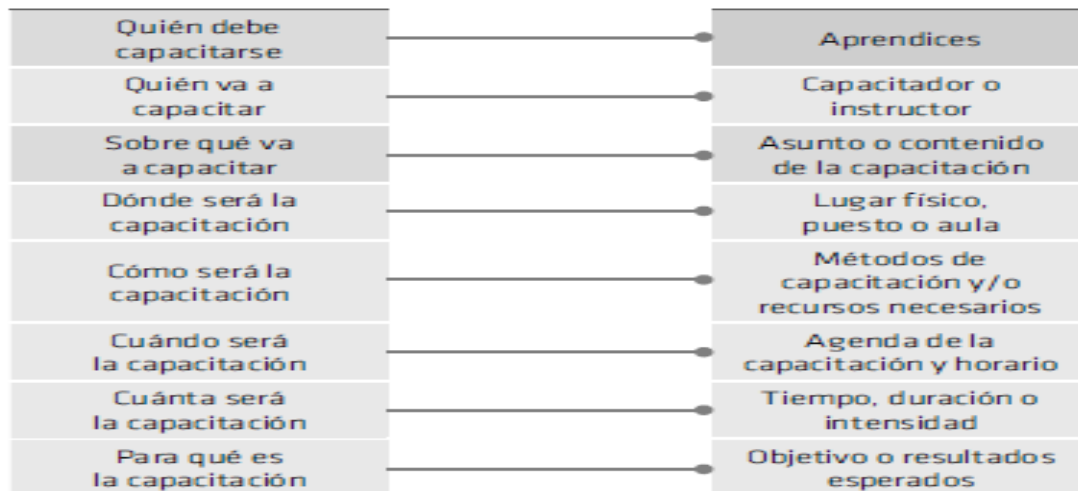 Quién debe
capacitarse
Aprendices
Quién va a
capacitar
Capacitador o
instructor
Sobre qué va
a capacitar
Asunto o contenido
de la capacitación
Dónde será la
capacitación
Lugar físico,
puesto o aula
Cómo será la
capacitación
Métodos de
capacitación y/o
recursos necesarios
Cuándo será
la capacitación
Agenda de la
capacitación y horario
Cuánta será
la capacitación
Tiempo, duración o
intensidad
Para qué es
la capacitación
Objetivo o resultados
esperados